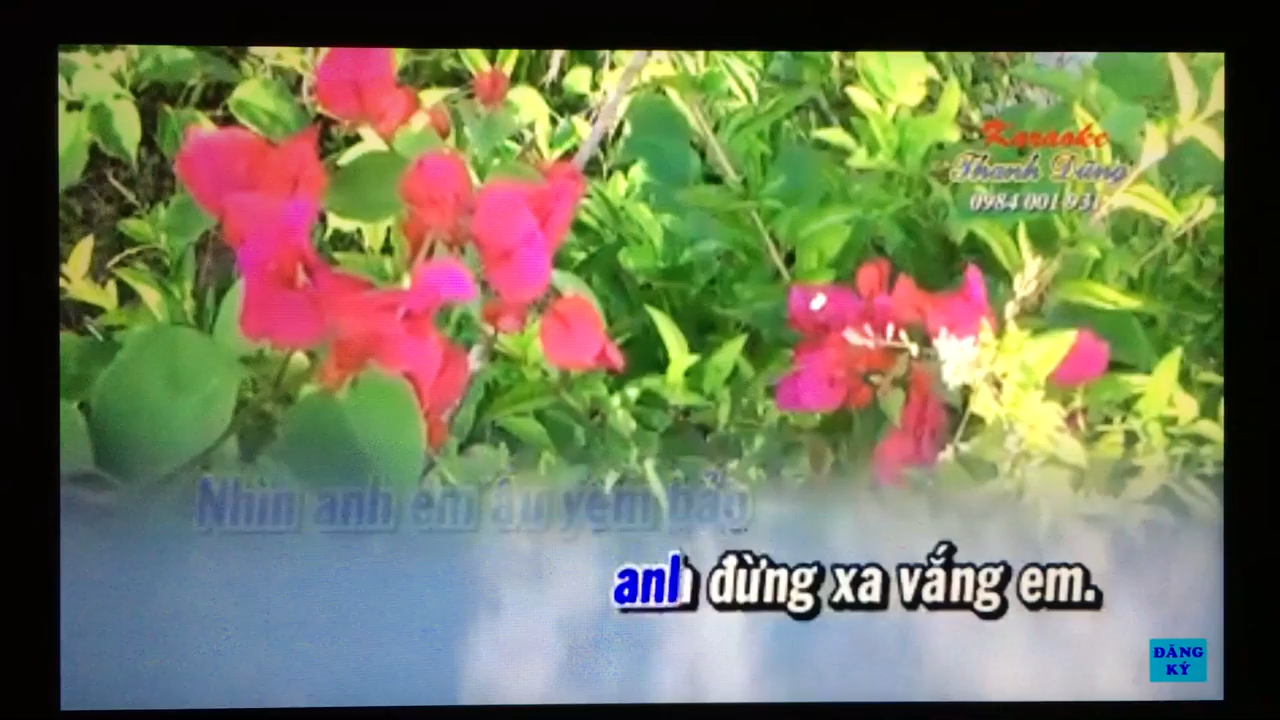 Karaoke
Thanh Dũng
0984 001 931
Nhìn anh em âu yếm bảo
anh đừng xa vắng em.
ĐĂNG
KÝ